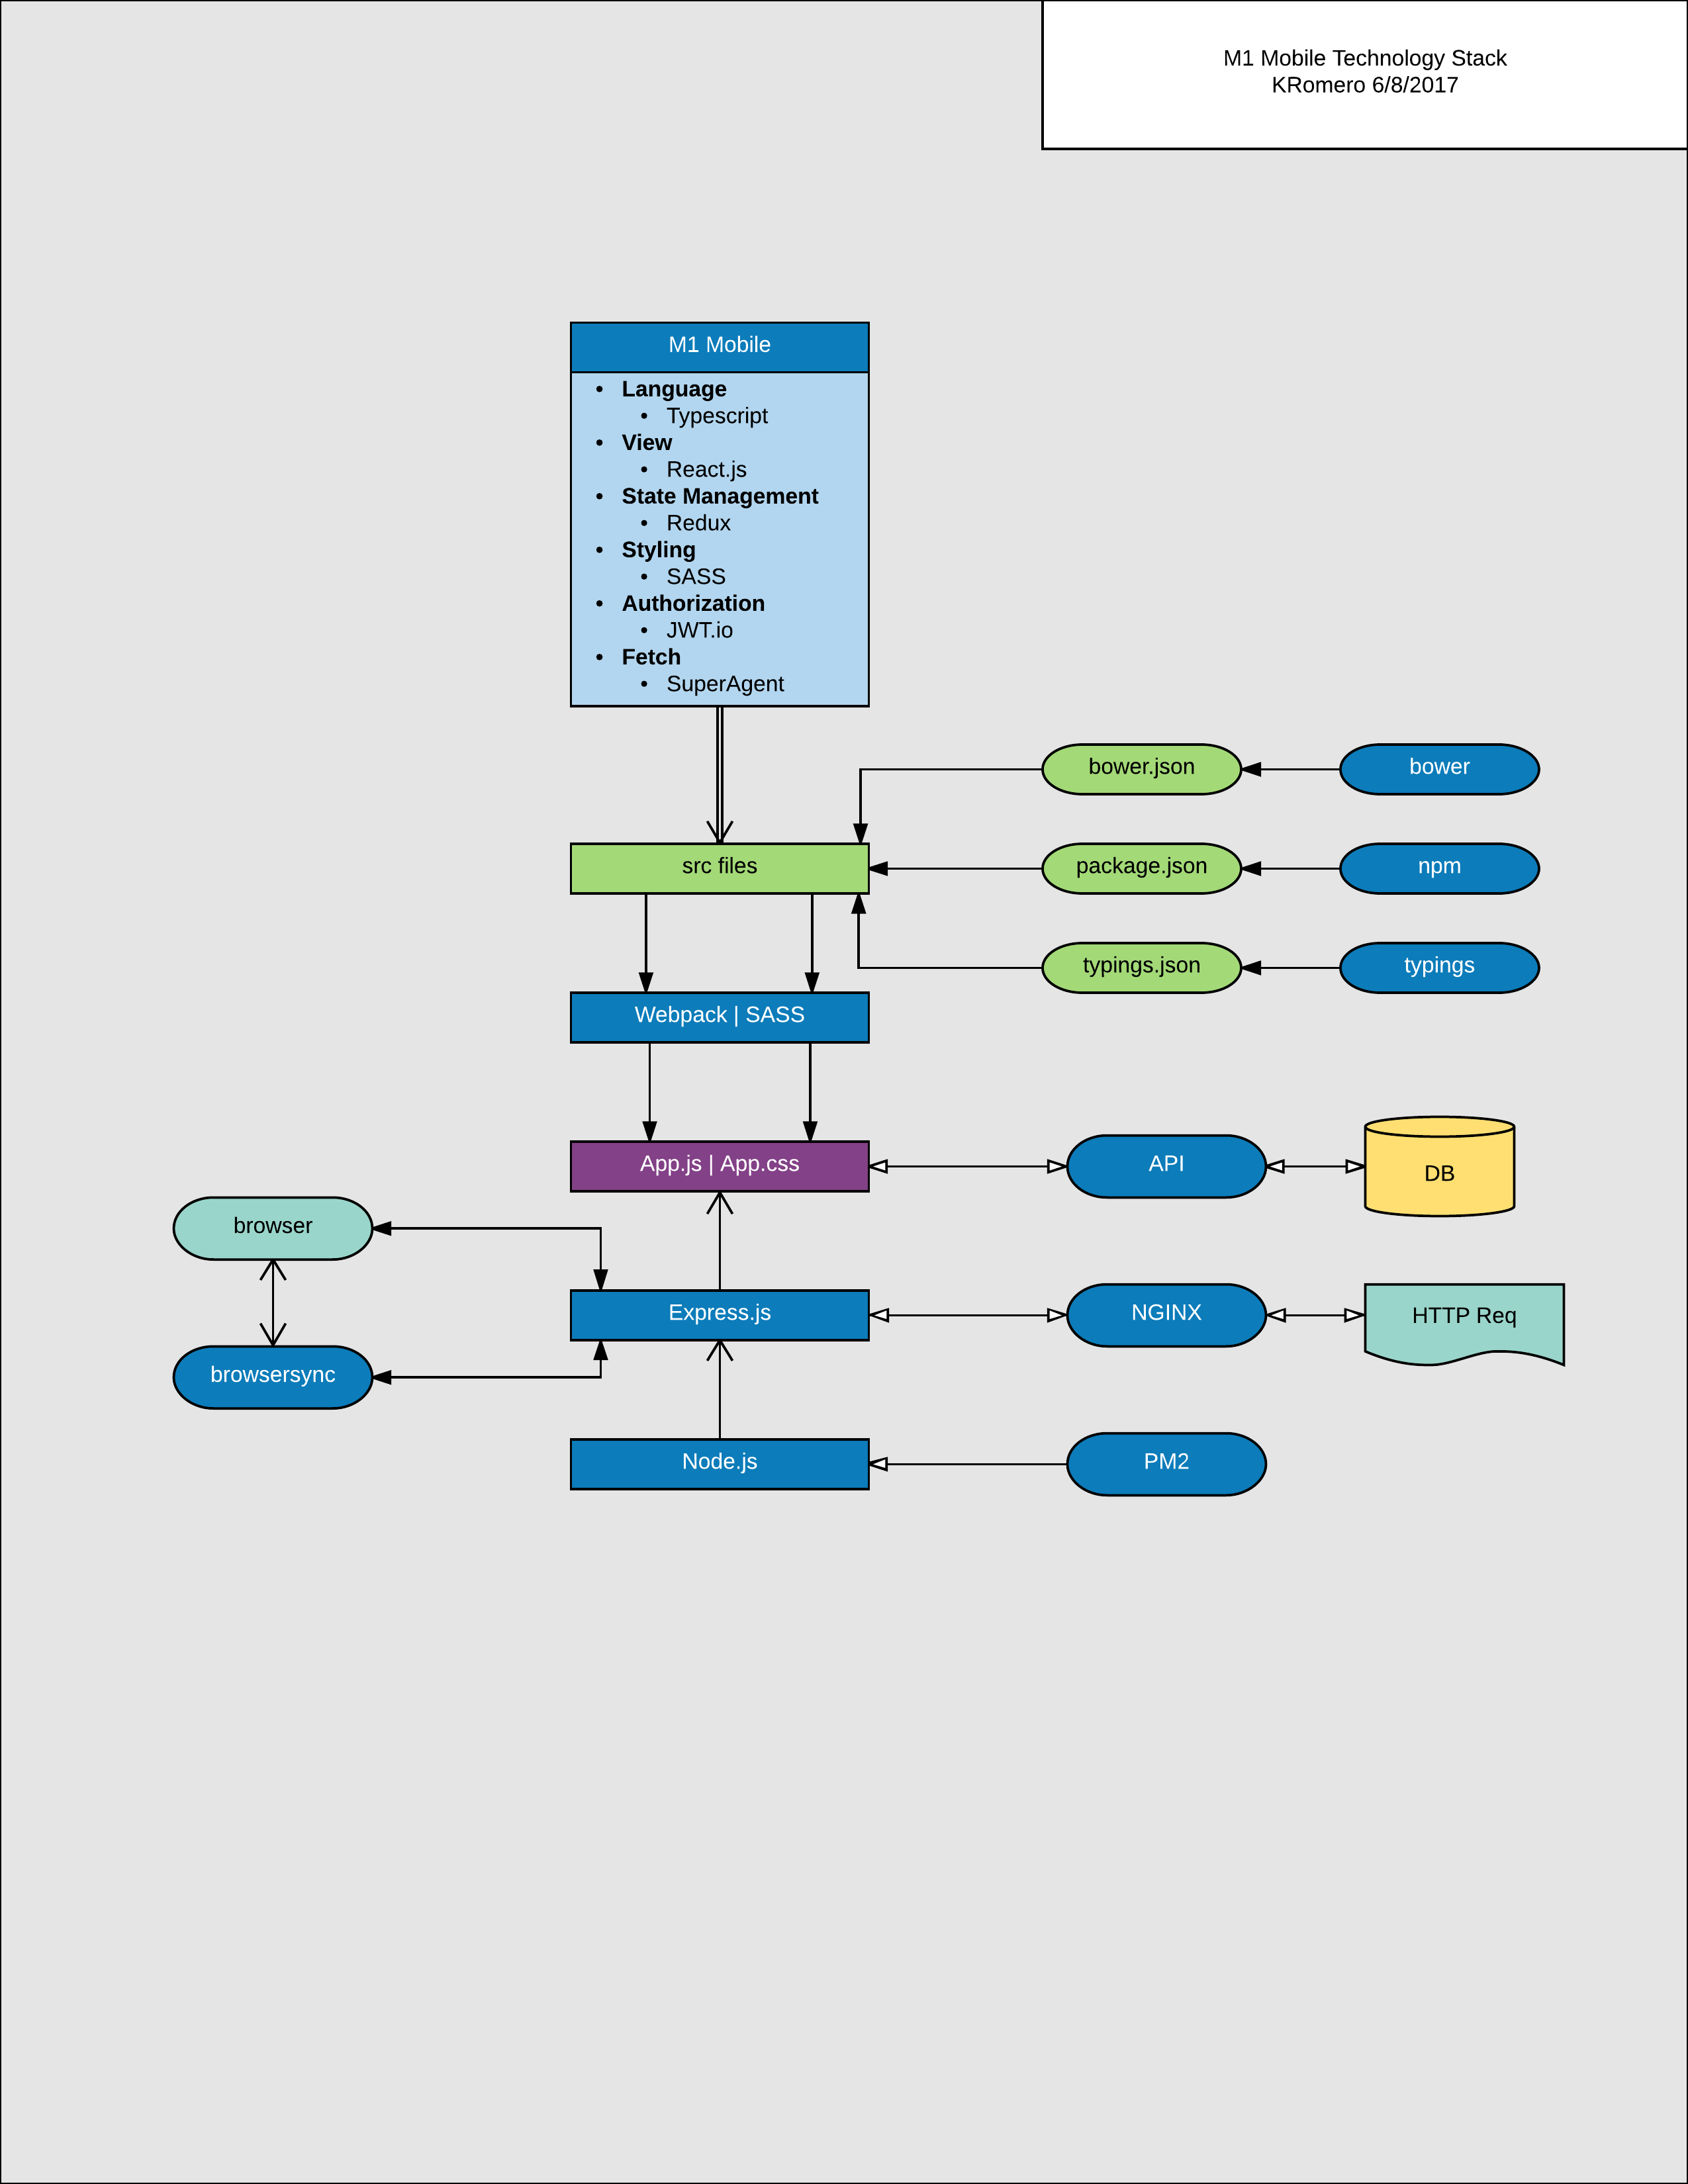 M1 Mobile Technology Stack
KRomero 6/8/2017
M1 Mobile
• Language
• Typescript
• View
• React.js
• State Management
• Redux
• Styling
• SASS
• Authorization
• JWT.io
• Fetch
• SuperAgent
bower.json
bower
src files
package.json
npm
typings.json
typings
Webpack | SASS
App.js | App.css
API
DB
browser
Express.js
NGINX
HTTP Req
browsersync
Node.js
PM2